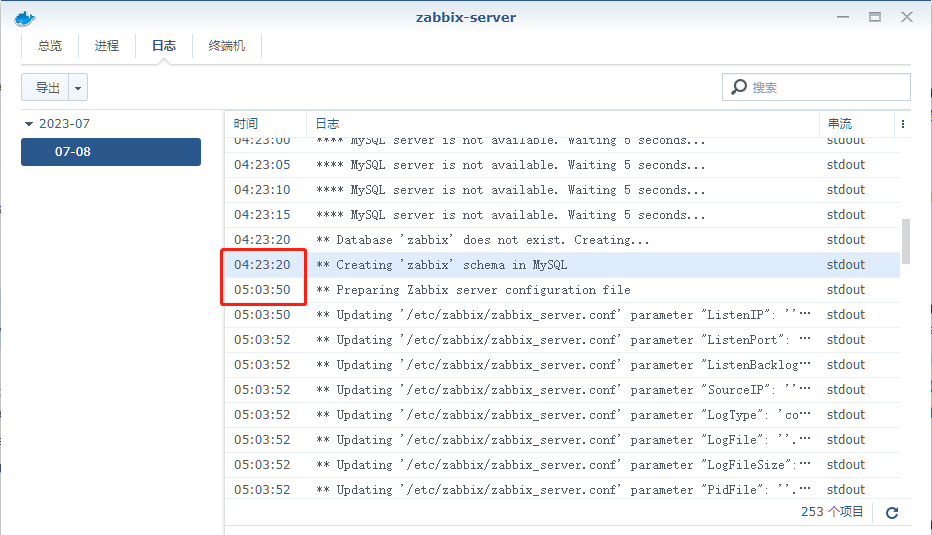 zabbix-server
总览 进程 日志 终端机
导出 搜索
2023-07
07-08
时间 日志 串流
04:23:00 **** MySQL server is not available. Waiting 5 seconds... stdout
04:23:05 **** MySQL server is not available. Waiting 5 seconds... stdout
04:23:10 **** MySQL server is not available. Waiting 5 seconds... stdout
04:23:15 **** MySQL server is not available. Waiting 5 seconds... stdout
04:23:20 ** Database 'zabbix' does not exist. Creating... stdout
04:23:20 ** Creating 'zabbix' schema in MySQL stdout
05:03:50 ** Preparing Zabbix server configuration file stdout
05:03:50 ** Updating '/etc/zabbix/zabbix_server.conf' parameter "ListenIP": ''… stdout
05:03:52 ** Updating '/etc/zabbix/zabbix_server.conf' parameter "ListenPort": … stdout
05:03:52 ** Updating '/etc/zabbix/zabbix_server.conf' parameter "ListenBacklog… stdout
05:03:52 ** Updating '/etc/zabbix/zabbix_server.conf' parameter "SourceIP": ''… stdout
05:03:52 ** Updating '/etc/zabbix/zabbix_server.conf' parameter "LogType": 'co… stdout
05:03:52 ** Updating '/etc/zabbix/zabbix_server.conf' parameter "LogFile": ''.… stdout
05:03:52 ** Updating '/etc/zabbix/zabbix_server.conf' parameter "LogFileSize":… stdout
05:03:52 ** Updating '/etc/zabbix/zabbix_server.conf' parameter "PidFile": ''.… stdout
253 个项目